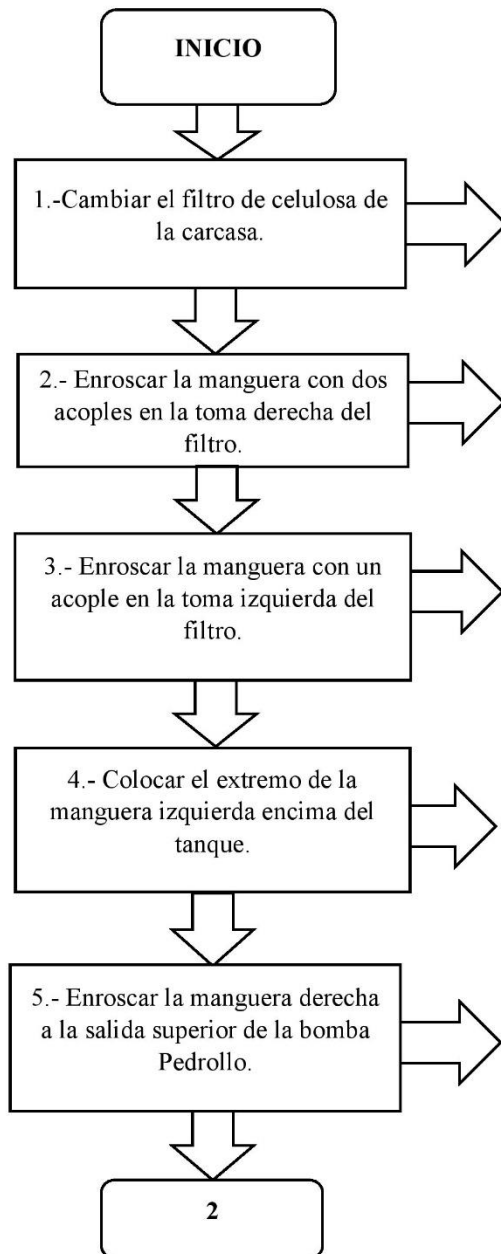 INICIO
1.-Cambiar el filtro de celulosa de
la carcasa.
2.- Enroscar la manguera con dos
acoples en la toma derecha del
filtro.
3.- Enroscar la manguera con un
acople en la toma izquierda del
filtro.
4.- Colocar el extremo de la
manguera izquierda encima del
tanque.
5.- Enroscar la manguera derecha
a la salida superior de la bomba
Pedrollo.
2